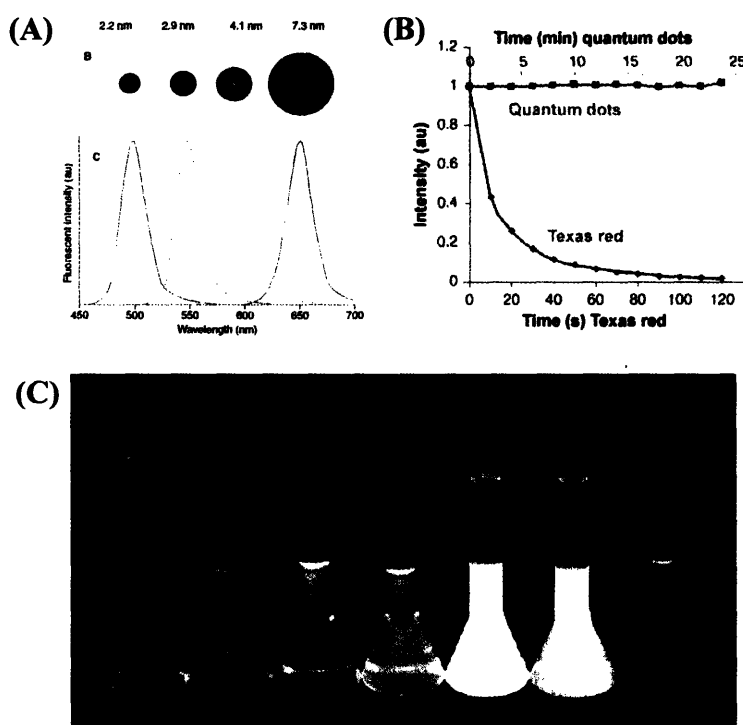 (A)
2.2 nm 2.9 nm 4.1 nm 7.3 nm
B
C
Fluorescent intensity (au)
450 500 550 600 650 700
Wavelength (nm)
(B)
Time (min) quantum dots
0 5 10 15 20 25
1.2
1
0.8
0.6
0.4
0.2
0
Intensity (au)
Quantum dots
Texas red
0 20 40 60 80 100 120
Time (s) Texas red
(C)